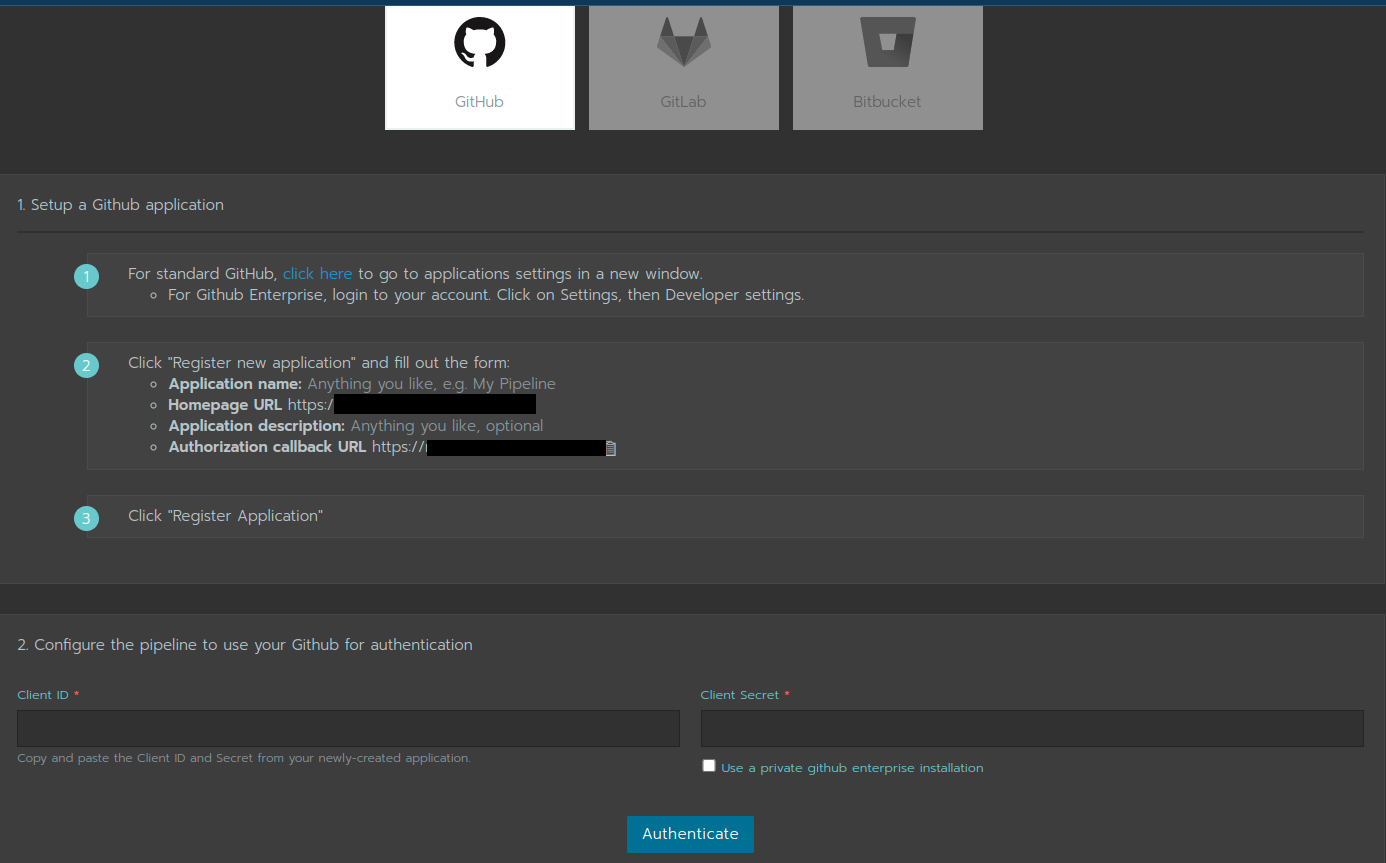 GitHub
GitLab
Bitbucket
1. Setup a Github application
1
For standard GitHub, click here to go to applications settings in a new window.
For Github Enterprise, login to your account. Click on Settings, then Developer settings.
2
Click "Register new application" and fill out the form:
Application name: Anything you like, e.g. My Pipeline
Homepage URL https:/
Application description: Anything you like, optional
Authorization callback URL https://
3
Click "Register Application"
2. Configure the pipeline to use your Github for authentication
Client ID *
Client Secret *
Copy and paste the Client ID and Secret from your newly-created application.
Use a private github enterprise installation
Authenticate